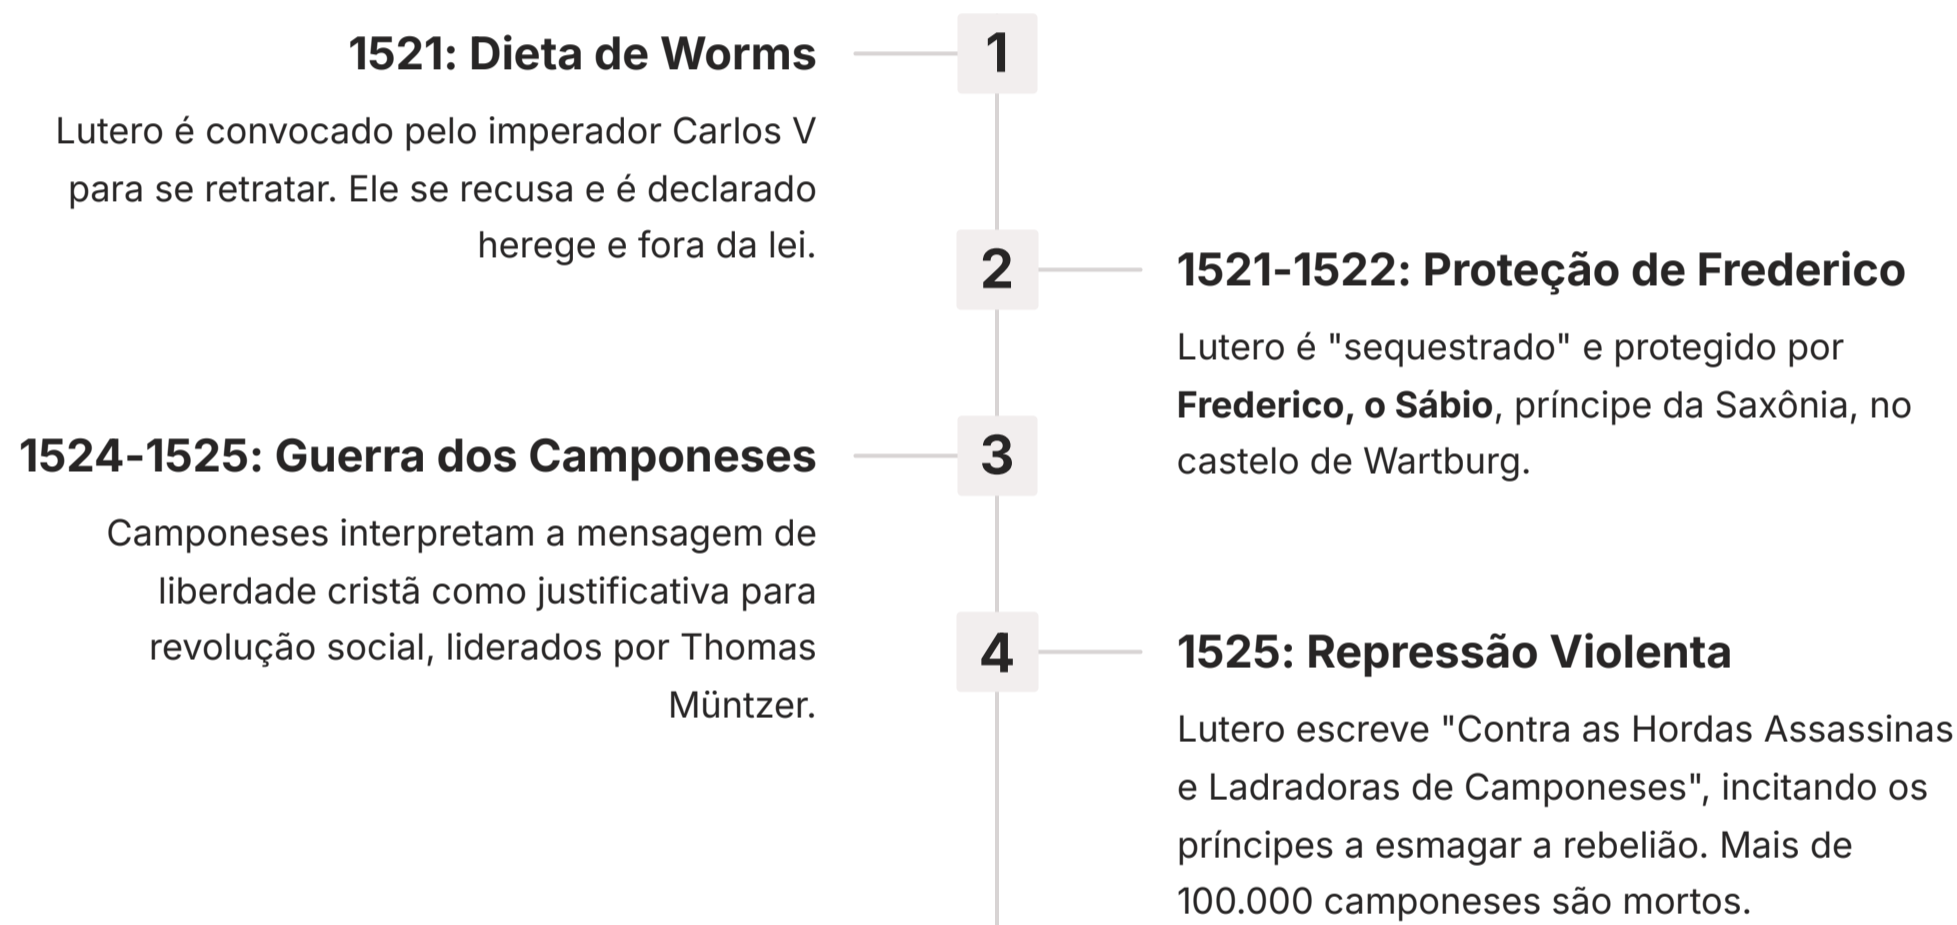 1521: Dieta de Worms
Lutero é convocado pelo imperador Carlos V
para se retratar. Ele se recusa e é declarado
herege e fora da lei.
1
2
1521-1522: Proteção de Frederico
Lutero é "sequestrado" e protegido por
Frederico, o Sábio, príncipe da Saxônia, no
castelo de Wartburg.
1524-1525: Guerra dos Camponeses
Camponeses interpretam a mensagem de
liberdade cristã como justificativa para
revolução social, liderados por Thomas
Müntzer.
3
4
1525: Repressão Violenta
Lutero escreve "Contra as Hordas Assassinas
e Ladradoras de Camponeses", incitando os
príncipes a esmagar a rebelião. Mais de
100.000 camponeses são mortos.